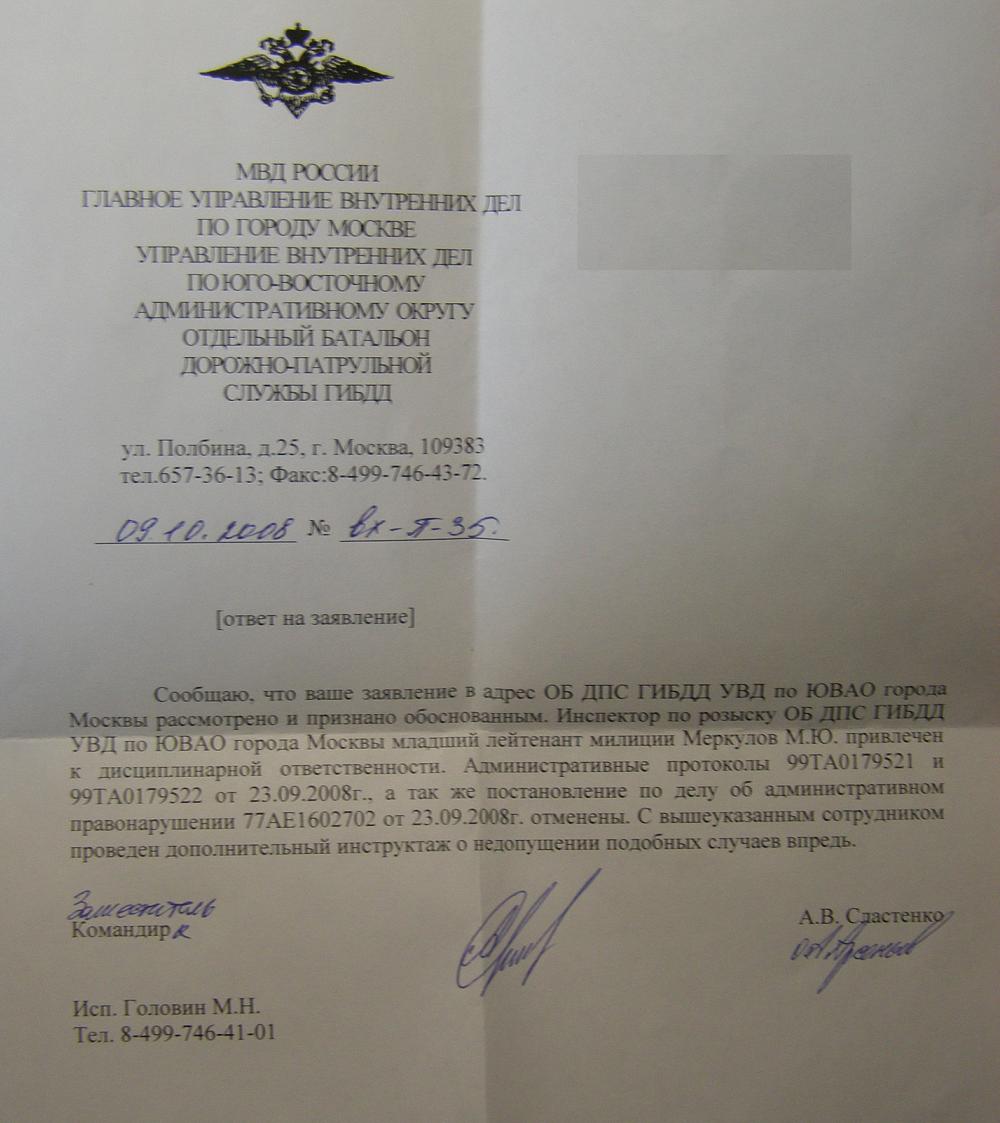 МВД РОССИИ
ГЛАВНОЕ УПРАВЛЕНИЕ ВНУТРЕННИХ ДЕЛ
ПО ГОРОДУ МОСКВЕ
УПРАВЛЕНИЕ ВНУТРЕННИХ ДЕЛ
ПО ЮГО-ВОСТОЧНОМУ
АДМИНИСТРАТИВНОМУ ОКРУГУ
ОТДЕЛЬНЫЙ БАТАЛЬОН
ДОРОЖНО-ПАТРУЛЬНОЙ
СЛУЖБЫ ГИБДД
ул. Полбина, д.25, г. Москва, 109383
тел.657-36-13; Факс:8-499-746-43-72.
09.10.2008 № вх-П-35.
[ответ на заявление]
Сообщаю, что ваше заявление в адрес ОБ ДПС ГИБДД УВД по ЮВАО города
Москвы рассмотрено и признано обоснованным. Инспектор по розыску ОБ ДПС ГИБДД
УВД по ЮВАО города Москвы младший лейтенант милиции Меркулов М.Ю. привлечен
к дисциплинарной ответственности. Административные протоколы 99ТА0179521 и
99ТА0179522 от 23.09.2008г., а так же постановление по делу об административном
правонарушении 77АЕ1602702 от 23.09.2008г. отменены. С вышеуказанным сотрудником
проведен дополнительный инструктаж о недопущении подобных случаев впредь.
Заместитель
Командира
А.В. Сластенко
Исп. Головин М.Н.
Тел. 8-499-746-41-01